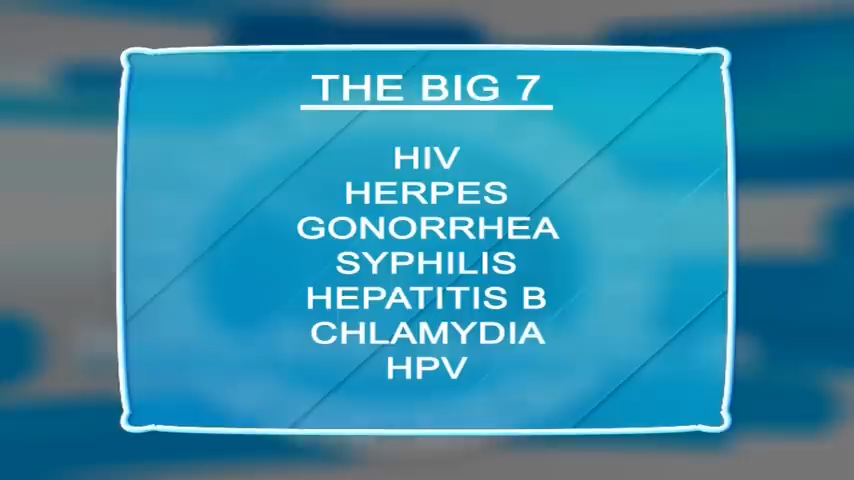 THE BIG 7
HIV
HERPES
GONORRHEA
SYPHILIS
HEPATITIS B
CHLAMYDIA
HPV